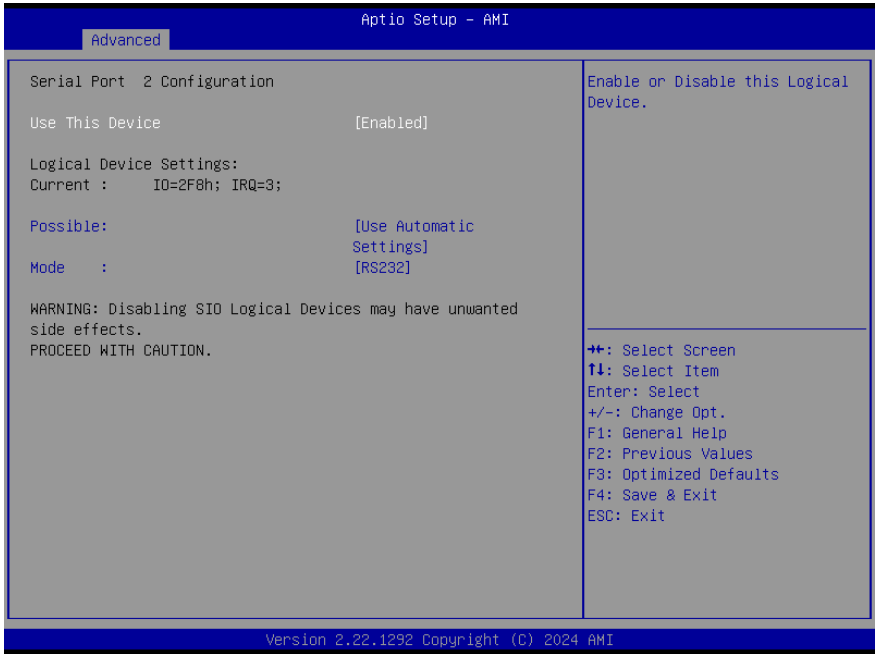 Aptio Setup – AMI
Advanced
Serial Port  2 Configuration
Use This Device [Enabled]
Logical Device Settings:
Current :     IO=2F8h; IRQ=3;
Possible: [Use Automatic
Settings]
Mode    : [RS232]
WARNING: Disabling SIO Logical Devices may have unwanted
side effects.
PROCEED WITH CAUTION.
Enable or Disable this Logical
Device.
→←: Select Screen
↑↓: Select Item
Enter: Select
+/-: Change Opt.
F1: General Help
F2: Previous Values
F3: Optimized Defaults
F4: Save & Exit
ESC: Exit
Version 2.22.1292 Copyright (C) 2024 AMI